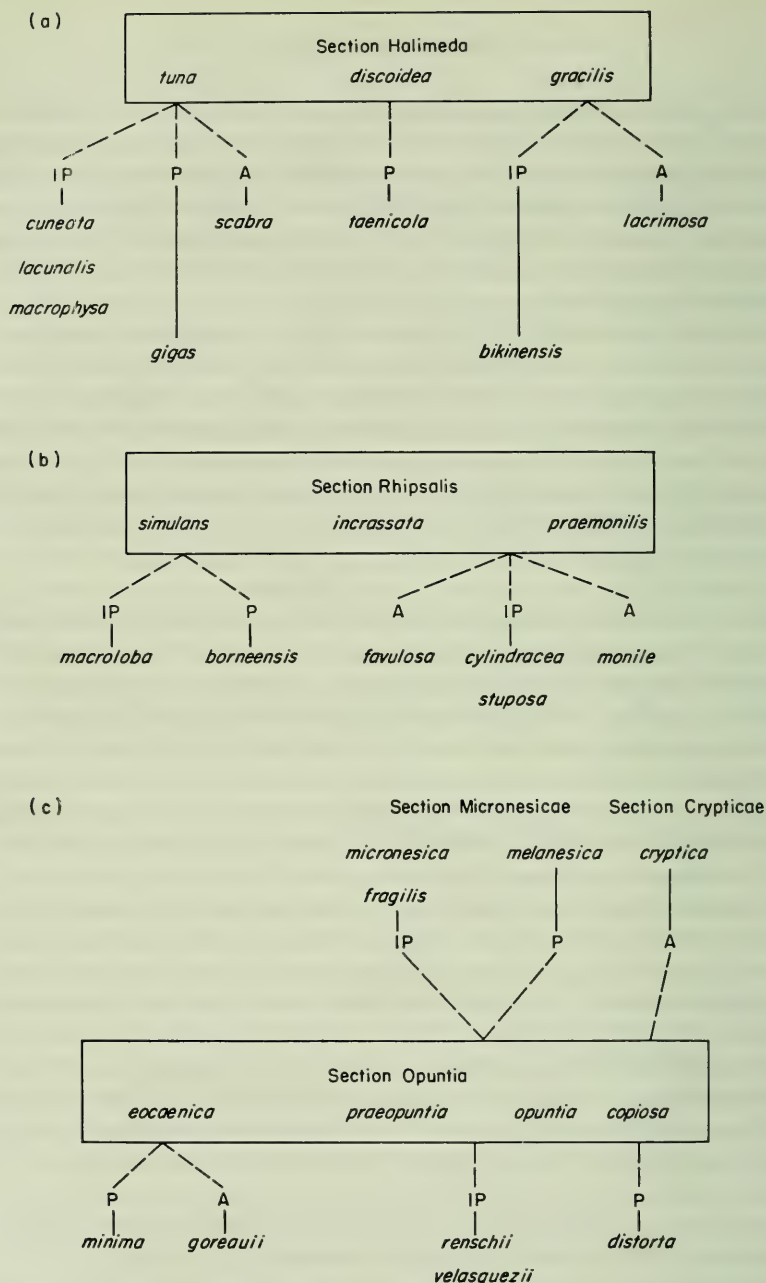 (a)
Section Halimeda
tuna discoidea gracilis
IP P A P IP A
cuneata scabra taenicola lacrimosa
lacunalis
macrophysa
gigas bikinensis
(b)
Section Rhipsalis
simulans incrassata praemonilis
IP P A IP A
macroloba borneensis favulosa cylindracea monile
stuposa
(c)
Section Micronesicae Section Crypticae
micronesica melanesica cryptica
fragilis
IP P A
Section Opuntia
eocaenica praeopuntia opuntia copiosa
P A IP P
minima goreauii renschii distorta
velasquezii